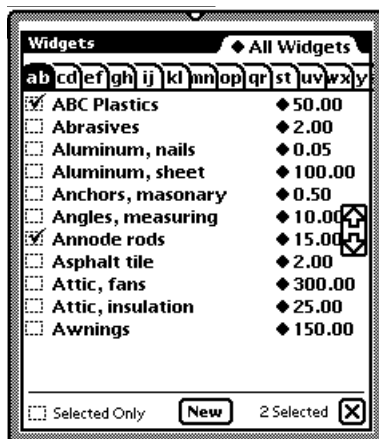 Widgets ◆ All Widgets
ab cd ef gh ij kl mn op qr st uv wx y
ABC Plastics ◆ 50.00
Abrasives ◆ 2.00
Aluminum, nails ◆ 0.05
Aluminum, sheet ◆ 100.00
Anchors, masonary ◆ 0.50
Angles, measuring ◆ 10.00
Annode rods ◆ 15.00
Asphalt tile ◆ 2.00
Attic, fans ◆ 300.00
Attic, insulation ◆ 25.00
Awnings ◆ 150.00
Selected Only New 2 Selected